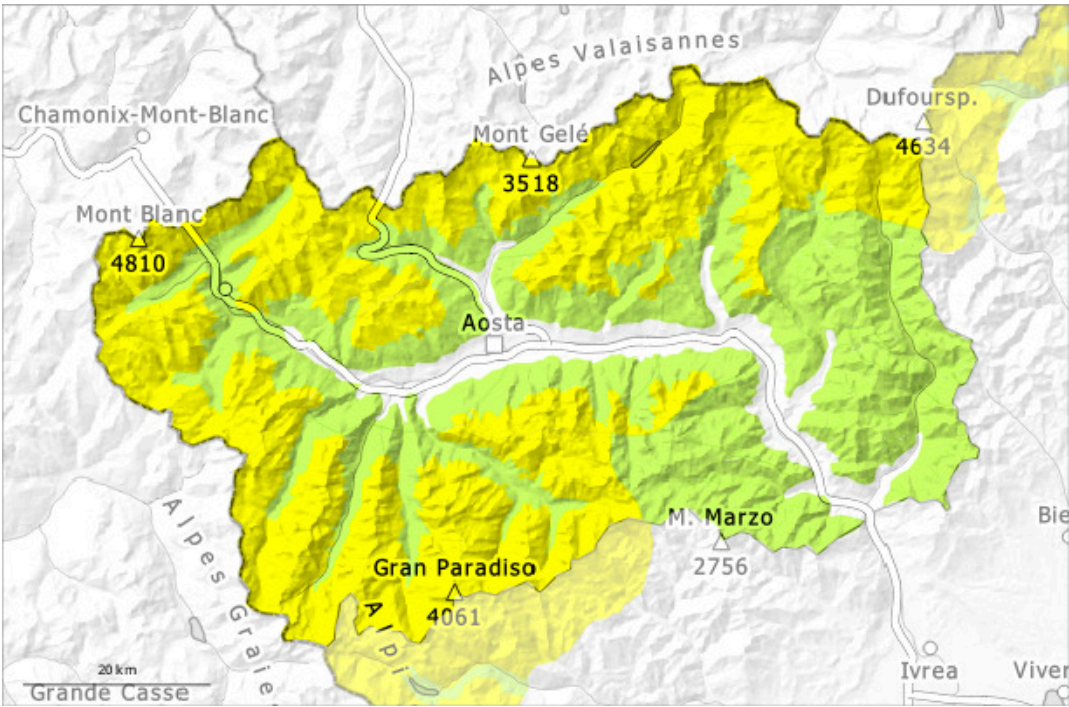 Alpes Valaisannes
Dufoursp.
4634
Chamonix-Mont-Blanc
Mont Gelé
3518
Mont Blanc
4810
Aosta
Alpes Graies
M. Marzo
2756
Bie
Gran Paradiso
4061
Alpi
20 km
Grande Casse
Ivrea
Viver